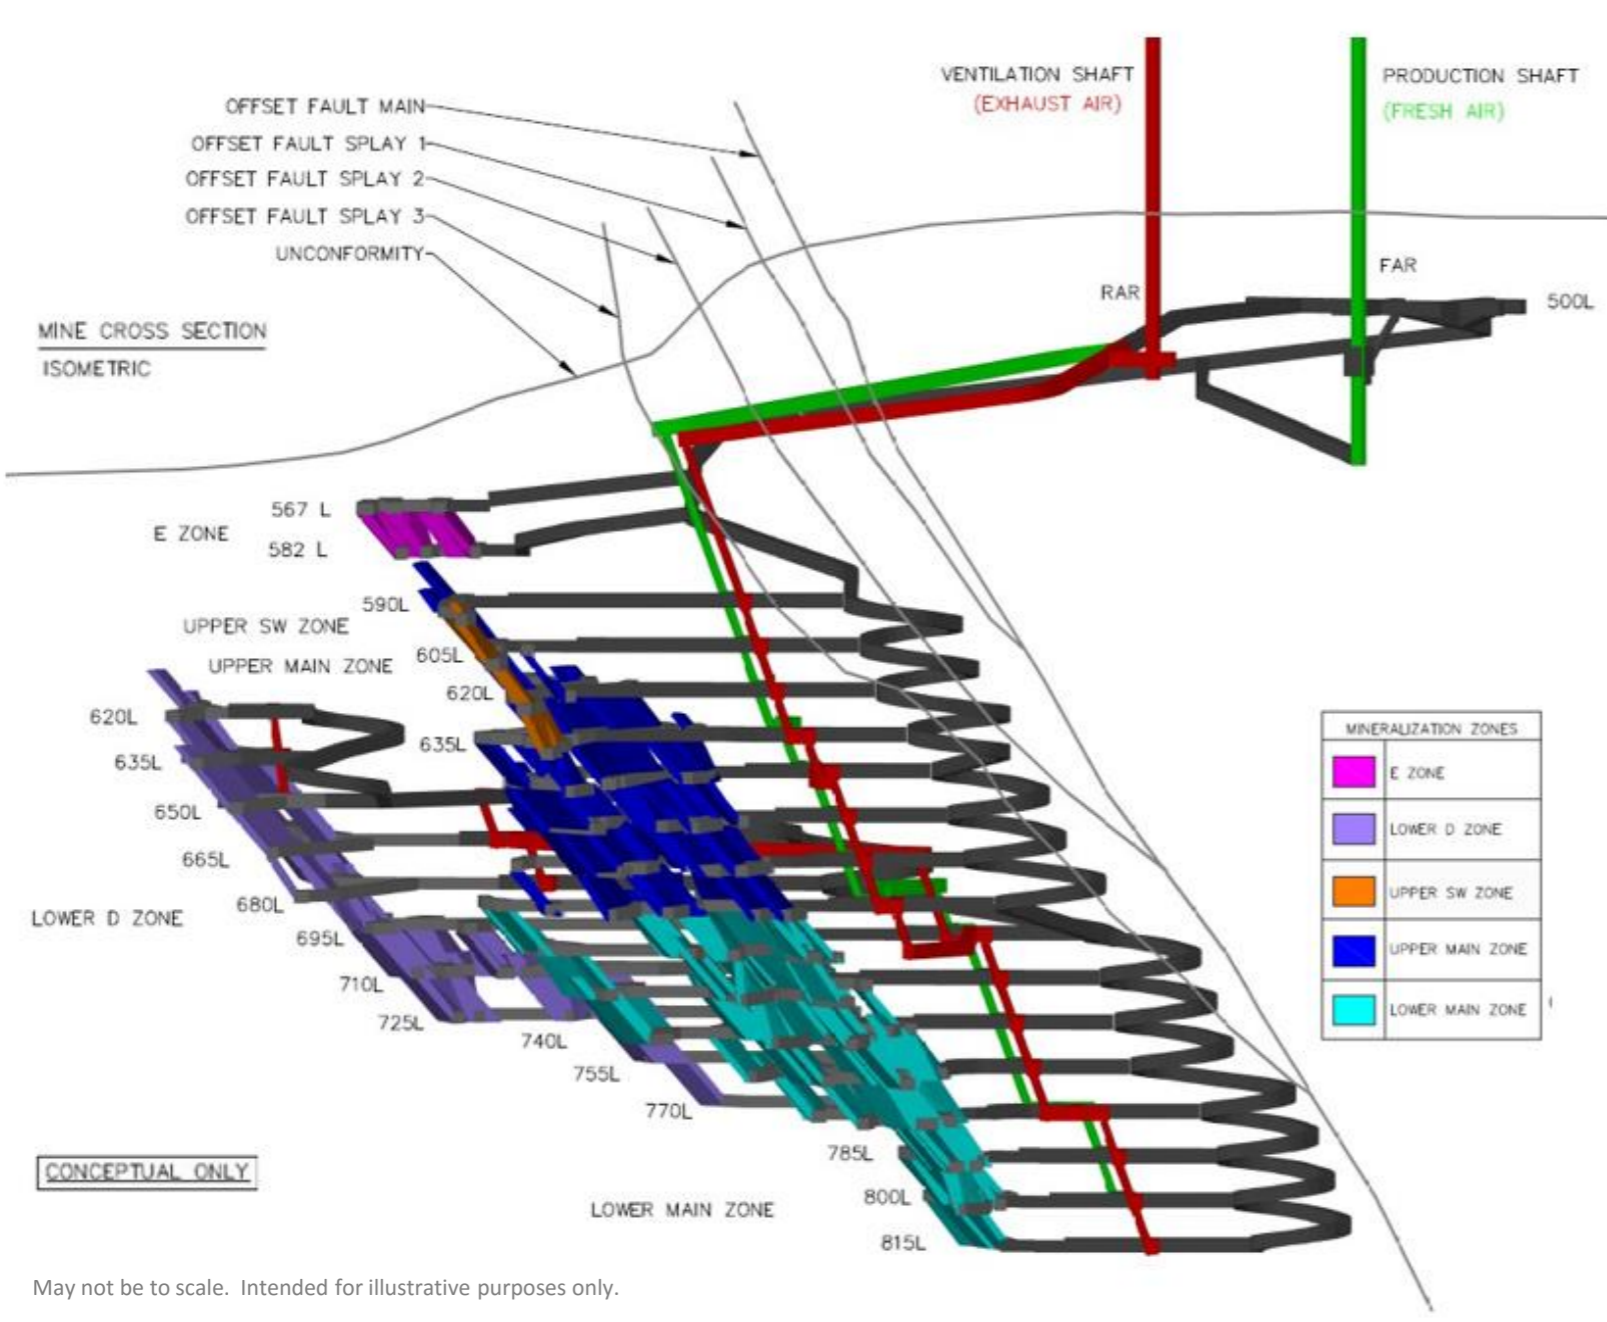 VENTILATION SHAFT
(EXHAUST AIR)
PRODUCTION SHAFT
(FRESH AIR)
OFFSET FAULT MAIN
OFFSET FAULT SPLAY 1
OFFSET FAULT SPLAY 2
OFFSET FAULT SPLAY 3
UNCONFORMITY
FAR
RAR
500L
MINE CROSS SECTION
ISOMETRIC
567 L
E ZONE
582 L
590L
UPPER SW ZONE
605L
UPPER MAIN ZONE
620L
620L
635L
635L
650L
665L
680L
LOWER D ZONE
695L
710L
725L
740L
755L
770L
785L
800L
LOWER MAIN ZONE
815L
MINERALIZATION ZONES
E ZONE
LOWER D ZONE
UPPER SW ZONE
UPPER MAIN ZONE
LOWER MAIN ZONE
CONCEPTUAL ONLY
May not be to scale. Intended for illustrative purposes only.